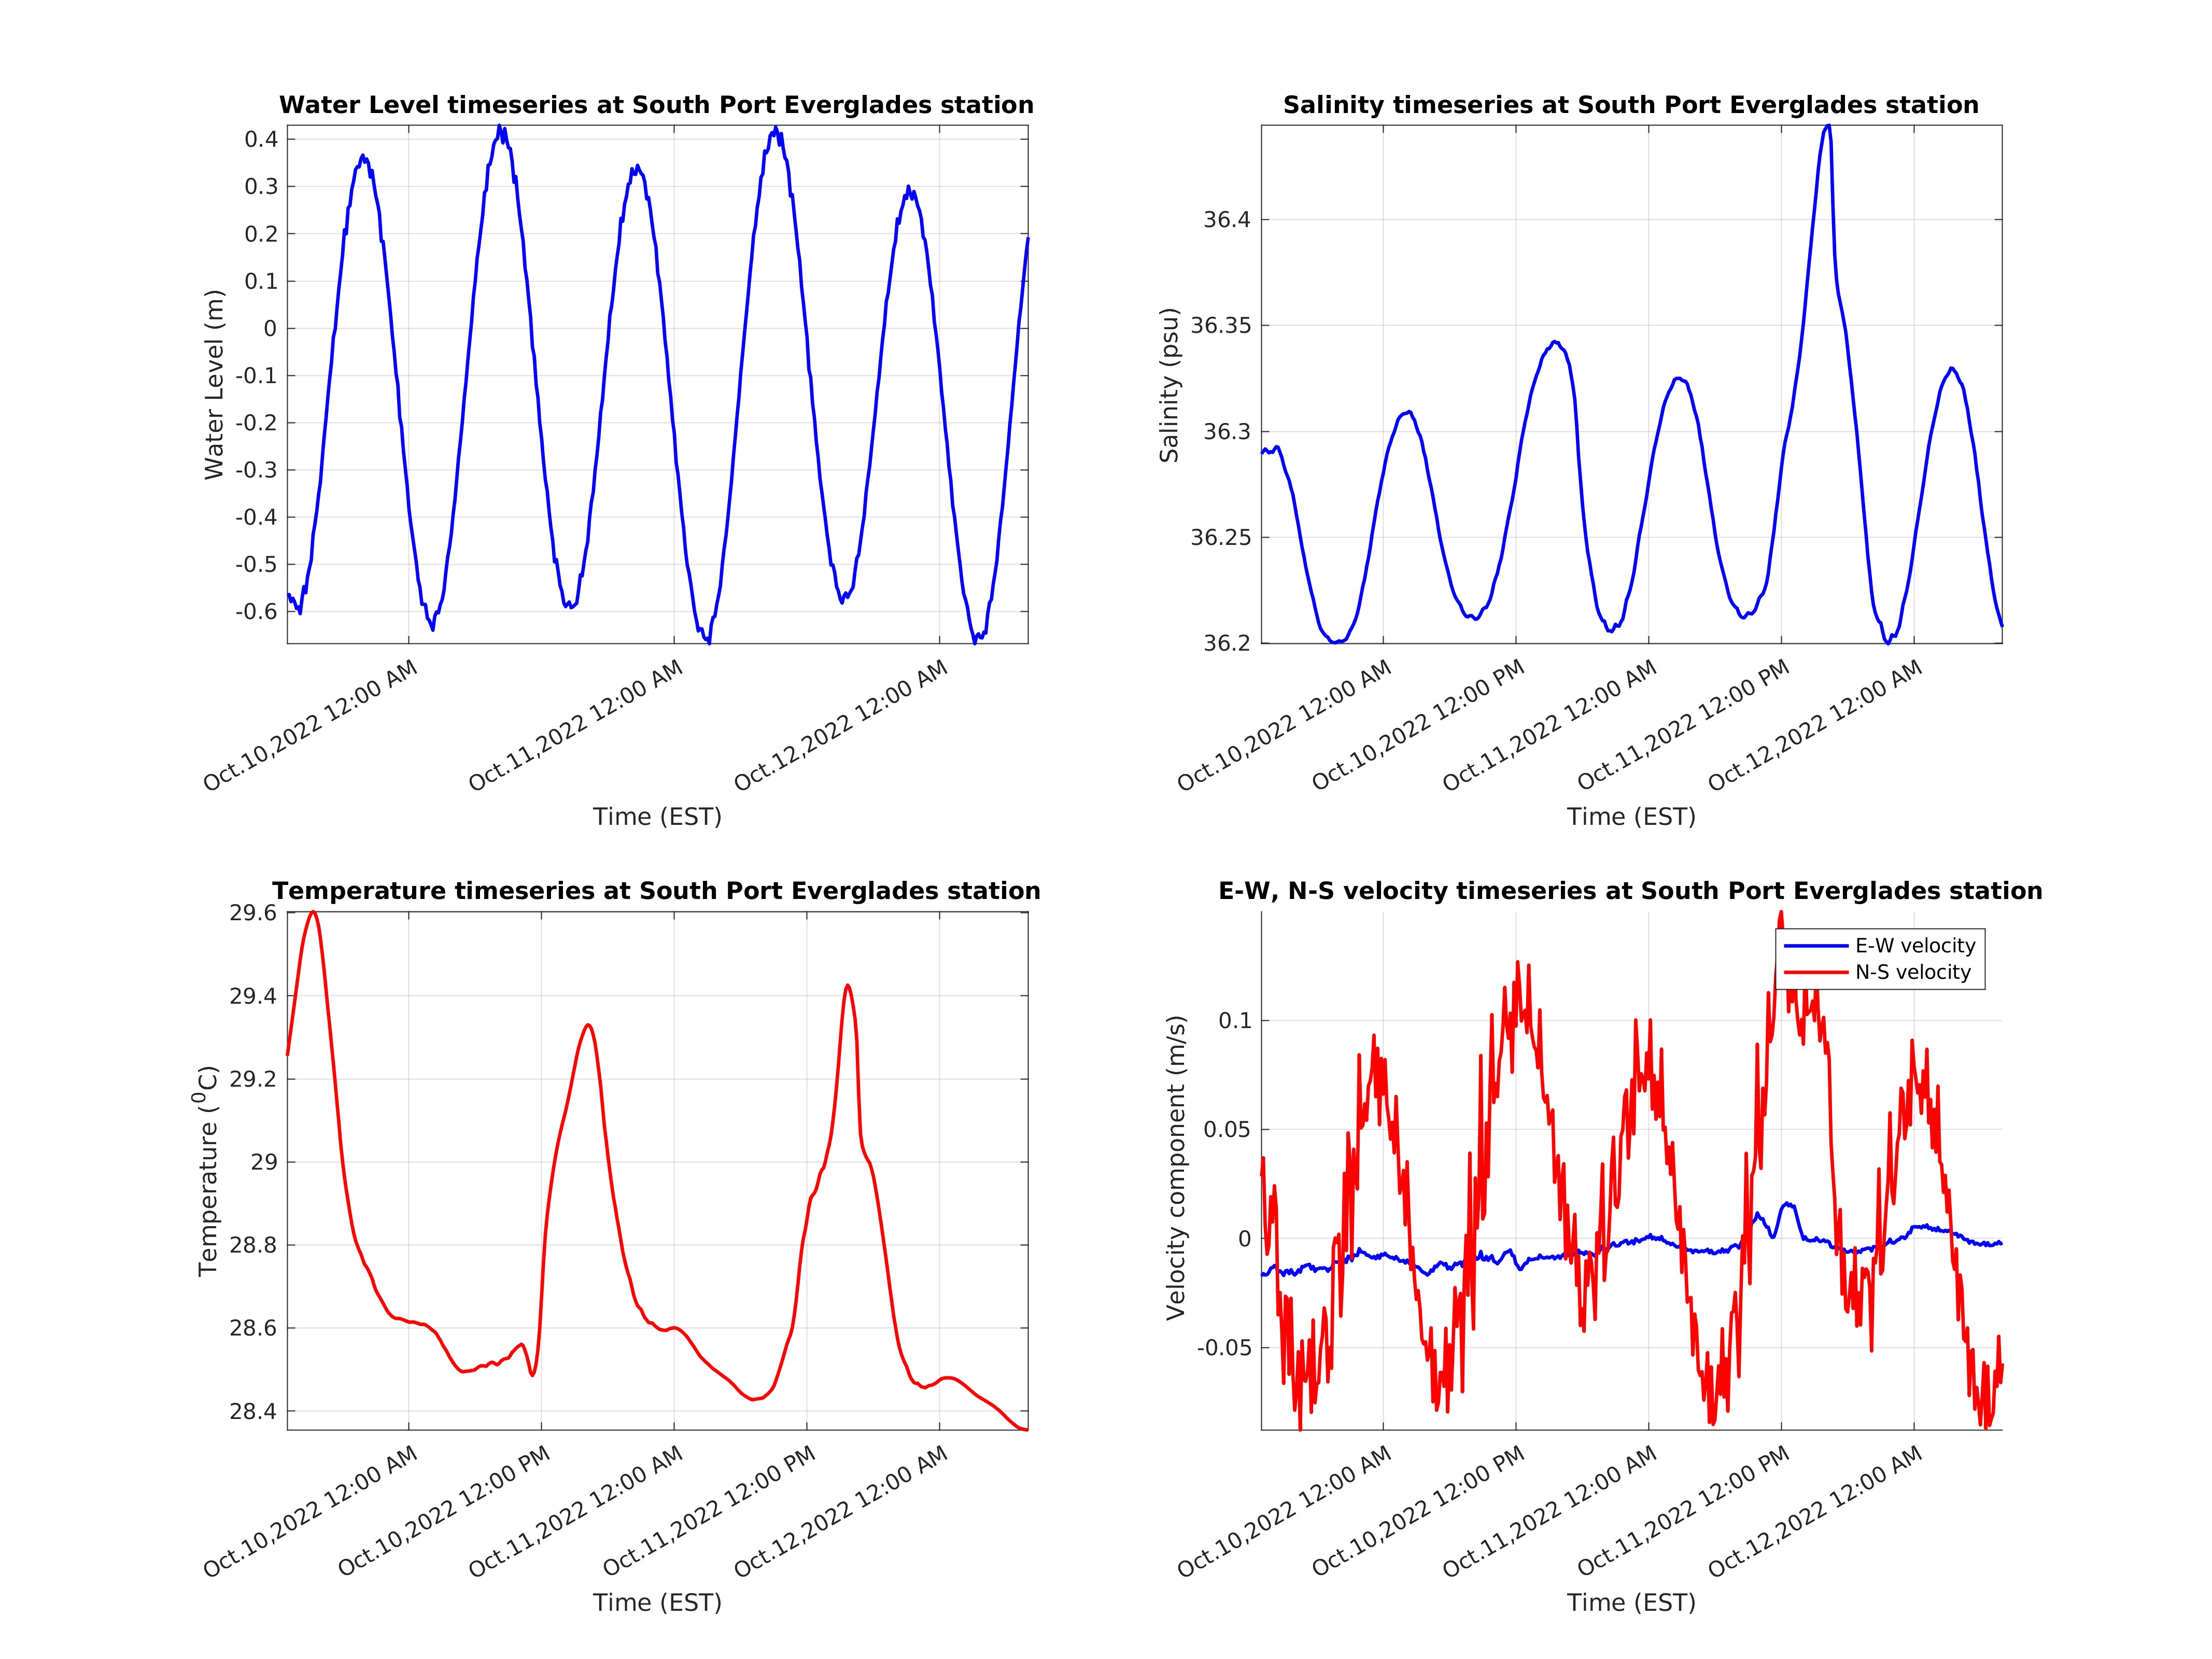 Water Level timeseries at South Port Everglades station
Water Level (m)
0.4
0.3
0.2
0.1
0
-0.1
-0.2
-0.3
-0.4
-0.5
-0.6
Oct.10,2022 12:00 AM
Oct.11,2022 12:00 AM
Oct.12,2022 12:00 AM
Time (EST)
Salinity timeseries at South Port Everglades station
Salinity (psu)
36.4
36.35
36.3
36.25
36.2
Oct.10,2022 12:00 AM
Oct.10,2022 12:00 PM
Oct.11,2022 12:00 AM
Oct.11,2022 12:00 PM
Oct.12,2022 12:00 AM
Time (EST)
Temperature timeseries at South Port Everglades station
Temperature (⁰C)
29.6
29.4
29.2
29
28.8
28.6
28.4
Oct.10,2022 12:00 AM
Oct.10,2022 12:00 PM
Oct.11,2022 12:00 AM
Oct.11,2022 12:00 PM
Oct.12,2022 12:00 AM
Time (EST)
E-W, N-S velocity timeseries at South Port Everglades station
Velocity component (m/s)
E-W velocity
N-S velocity
0.1
0.05
0
-0.05
Oct.10,2022 12:00 AM
Oct.10,2022 12:00 PM
Oct.11,2022 12:00 AM
Oct.11,2022 12:00 PM
Oct.12,2022 12:00 AM
Time (EST)